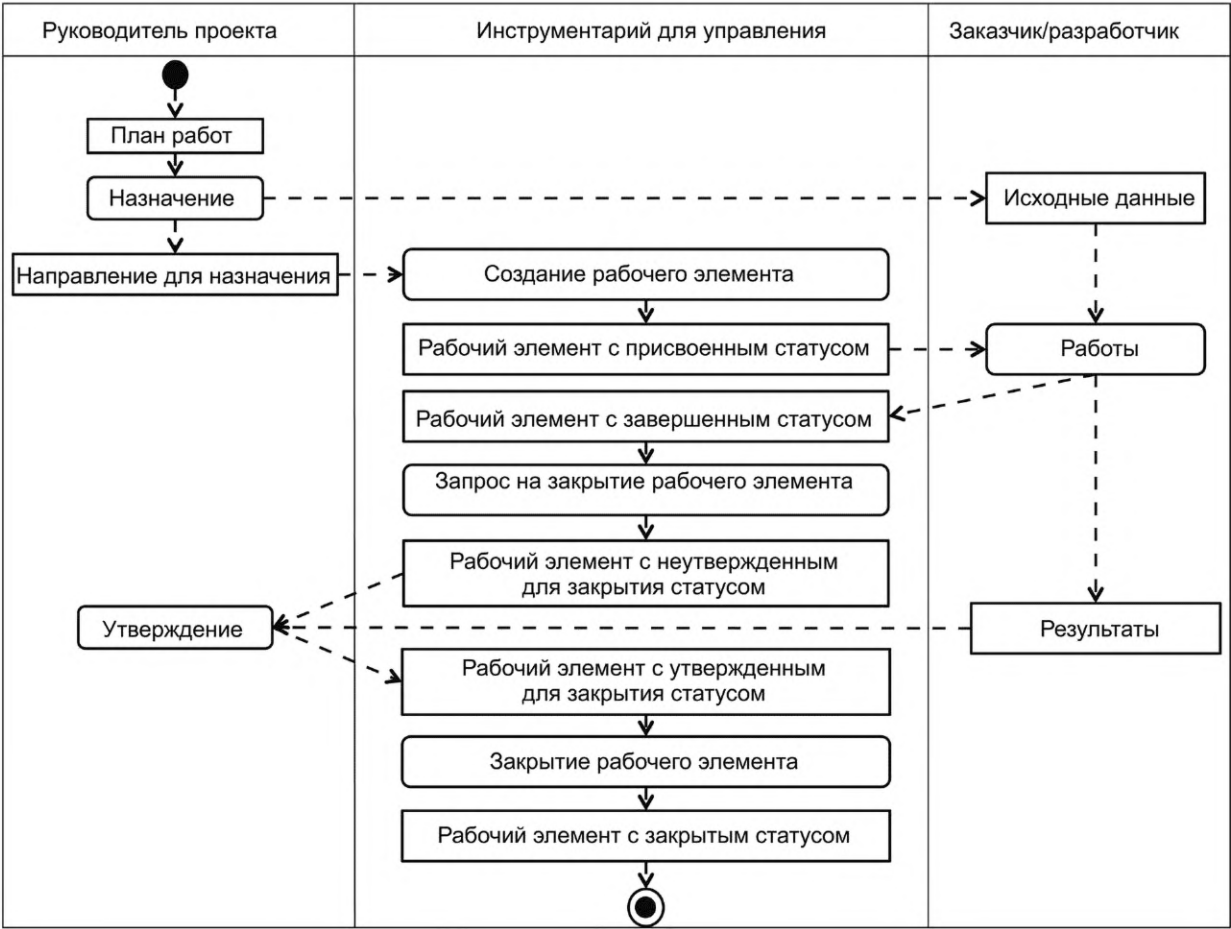 Руководитель проекта
Инструментарий для управления
Заказчик/разработчик
План работ
Назначение
Исходные данные
Направление для назначения
Создание рабочего элемента
Рабочий элемент с присвоенным статусом
Работы
Рабочий элемент с завершенным статусом
Запрос на закрытие рабочего элемента
Рабочий элемент с неутвержденным
для закрытия статусом
Утверждение
Результаты
Рабочий элемент с утвержденным
для закрытия статусом
Закрытие рабочего элемента
Рабочий элемент с закрытым статусом